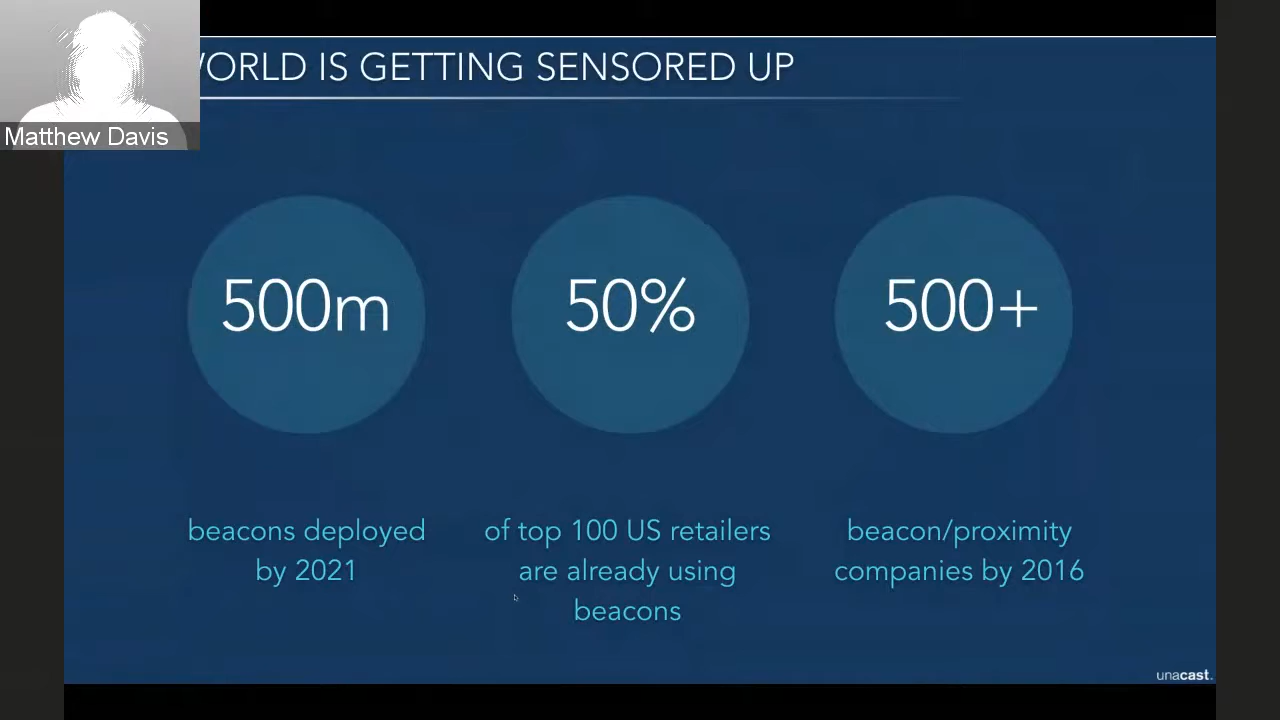 WORLD IS GETTING SENSORED UP
Matthew Davis
500m
50%
500+
beacons deployed
by 2021
of top 100 US retailers
are already using
beacons
beacon/proximity
companies by 2016
unacast.